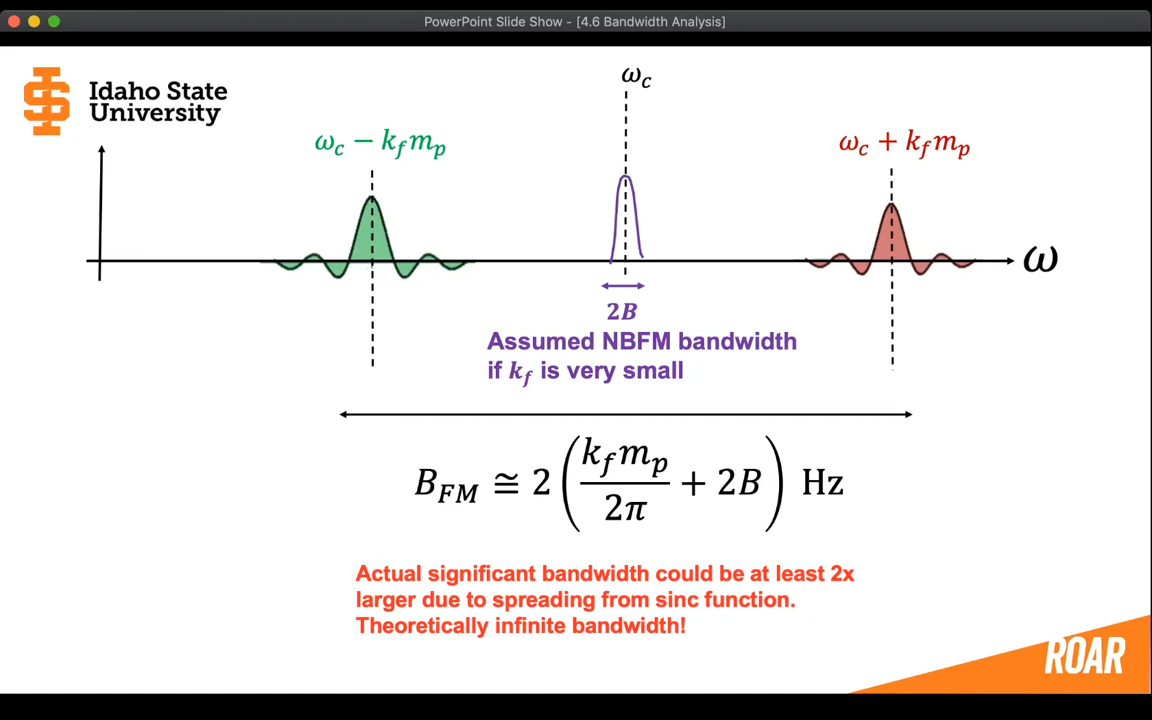 PowerPoint Slide Show - [4.6 Bandwidth Analysis]
Idaho State
University
ω_c
ω_c − k_f m_p
ω_c + k_f m_p
ω
2B
Assumed NBFM bandwidth
if k_f is very small
B_FM ≅ 2 (k_f m_p / 2π + 2B) Hz
Actual significant bandwidth could be at least 2x
larger due to spreading from sinc function.
Theoretically infinite bandwidth!
ROAR